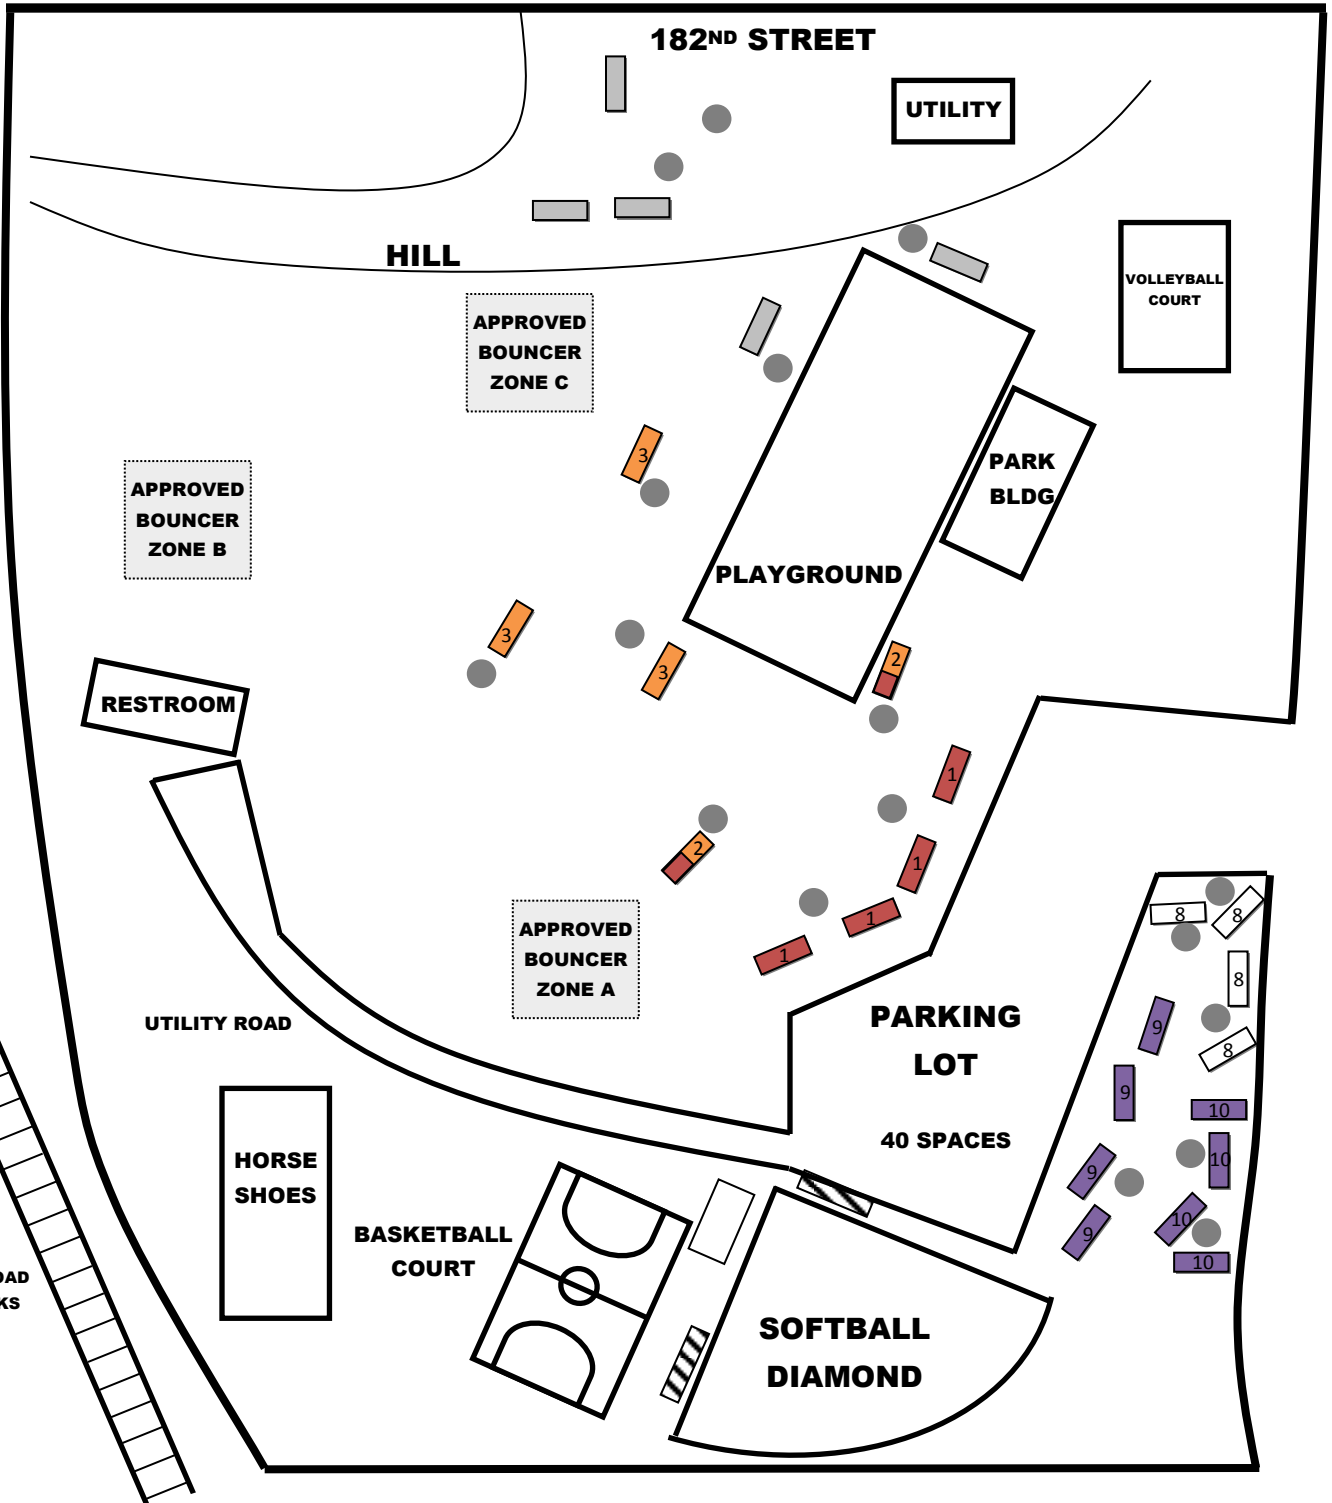 182ND STREET
UTILITY
HILL
VOLLEYBALL
COURT
APPROVED
BOUNCER
ZONE C
3
PARK
BLDG
APPROVED
BOUNCER
ZONE B
PLAYGROUND
3
3
2
RESTROOM
1
2
1
1
1
APPROVED
BOUNCER
ZONE A
8
8
8
8
UTILITY ROAD
PARKING
LOT
40 SPACES
9
9
9
9
10
10
10
10
HORSE
SHOES
BASKETBALL
COURT
OAD
KS
SOFTBALL
DIAMOND